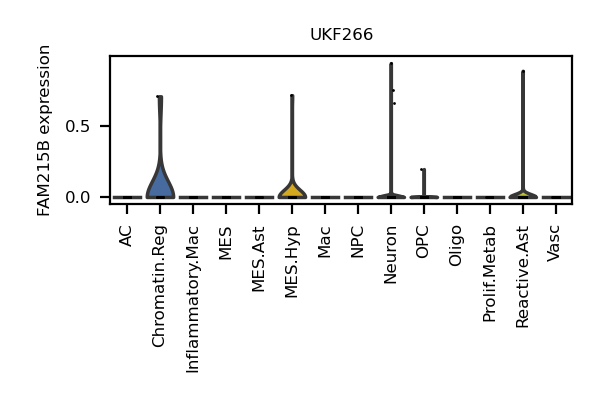 UKF266
FAM215B expression
0.5
0.0
AC
Chromatin.Reg
Inflammatory.Mac
MES
MES.Ast
MES.Hyp
Mac
NPC
Neuron
OPC
Oligo
Prolif.Metab
Reactive.Ast
Vasc